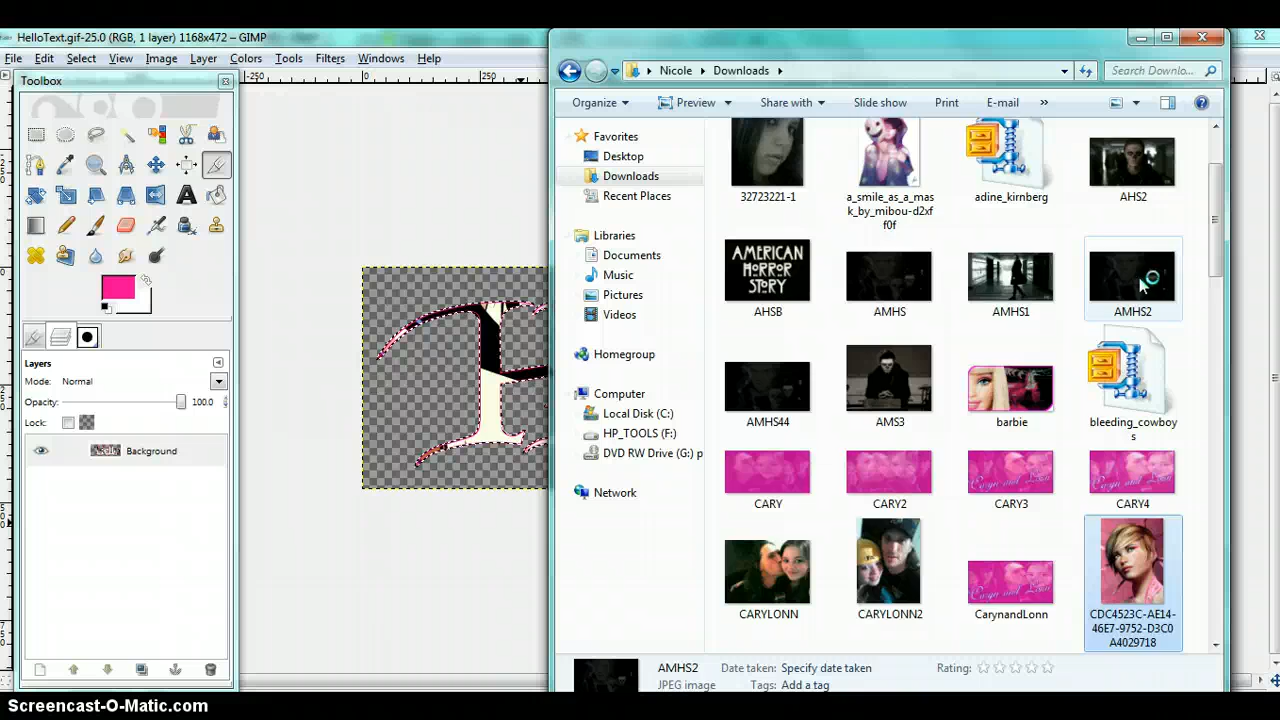 HelloText.gif-25.0 (RGB, 1 layer) 1168x472 – GIMP
File Edit Select View Image Layer Colors Tools Filters Windows Help
Toolbox
-250 0 250
Layers
Mode: Normal
Opacity: 100.0
Lock:
Background
Nicole Downloads
Search Downlo...
Organize Preview Share with Slide show Print E-mail »
Favorites
Desktop
Downloads
Recent Places
Libraries
Documents
Music
Pictures
Videos
Homegroup
Computer
Local Disk (C:)
HP_TOOLS (F:)
DVD RW Drive (G:) p
Network
32723221-1
a_smile_as_a_mas
k_by_mibou-d2xf
f0f
adine_kirnberg
AHS2
AMERICAN
HORROR
STORY
AHSB
AMHS
AMHS1
AMHS2
AMHS44
AMS3
barbie
bleeding_cowboy
s
CARY
CARY2
CARY3
CARY4
CARYLONN
CARYLONN2
CarynandLonn
CDC4523C-AE14-
46E7-9752-D3C0
A4029718
AMHS2 Date taken: Specify date taken Rating:
JPEG image Tags: Add a tag
Screencast-O-Matic.com